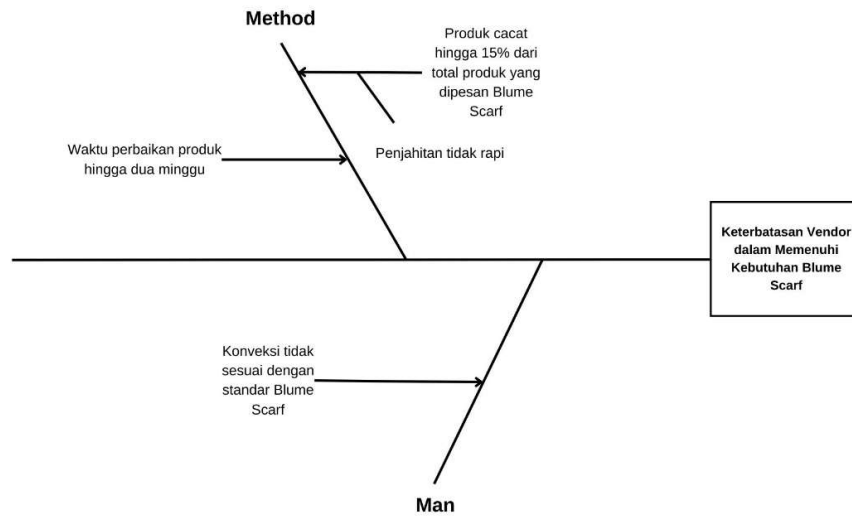 Method
Produk cacat
hingga 15% dari
total produk yang
dipesan Blume
Scarf
Waktu perbaikan produk
hingga dua minggu
Penjahitan tidak rapi
Keterbatasan Vendor
dalam Memenuhi
Kebutuhan Blume
Scarf
Konveksi tidak
sesuai dengan
standar Blume
Scarf
Man